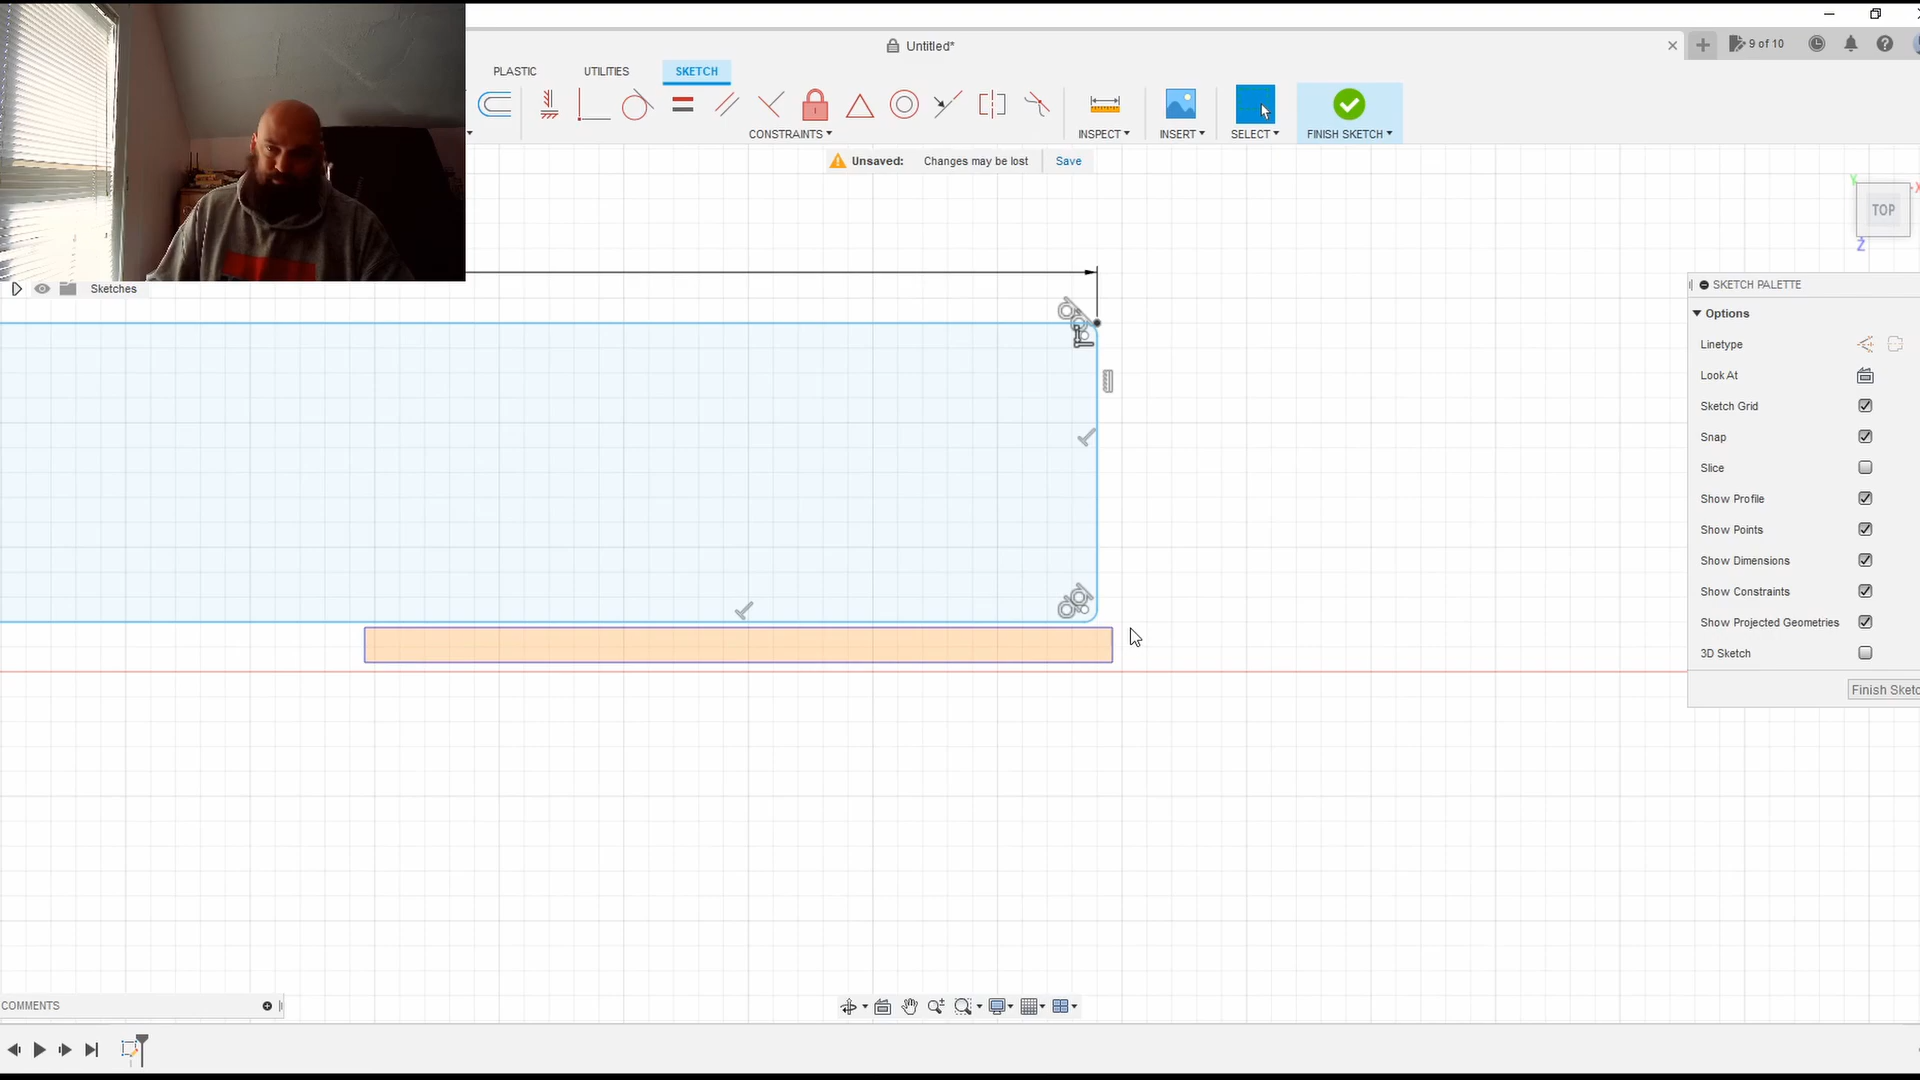 Untitled*
9 of 10
PLASTIC
UTILITIES
SKETCH
CONSTRAINTS
INSPECT
INSERT
SELECT
FINISH SKETCH
Unsaved: Changes may be lost Save
Y
X
TOP
Z
Sketches
SKETCH PALETTE
Options
Linetype
Look At
Sketch Grid
Snap
Slice
Show Profile
Show Points
Show Dimensions
Show Constraints
Show Projected Geometries
3D Sketch
Finish Sketc
COMMENTS